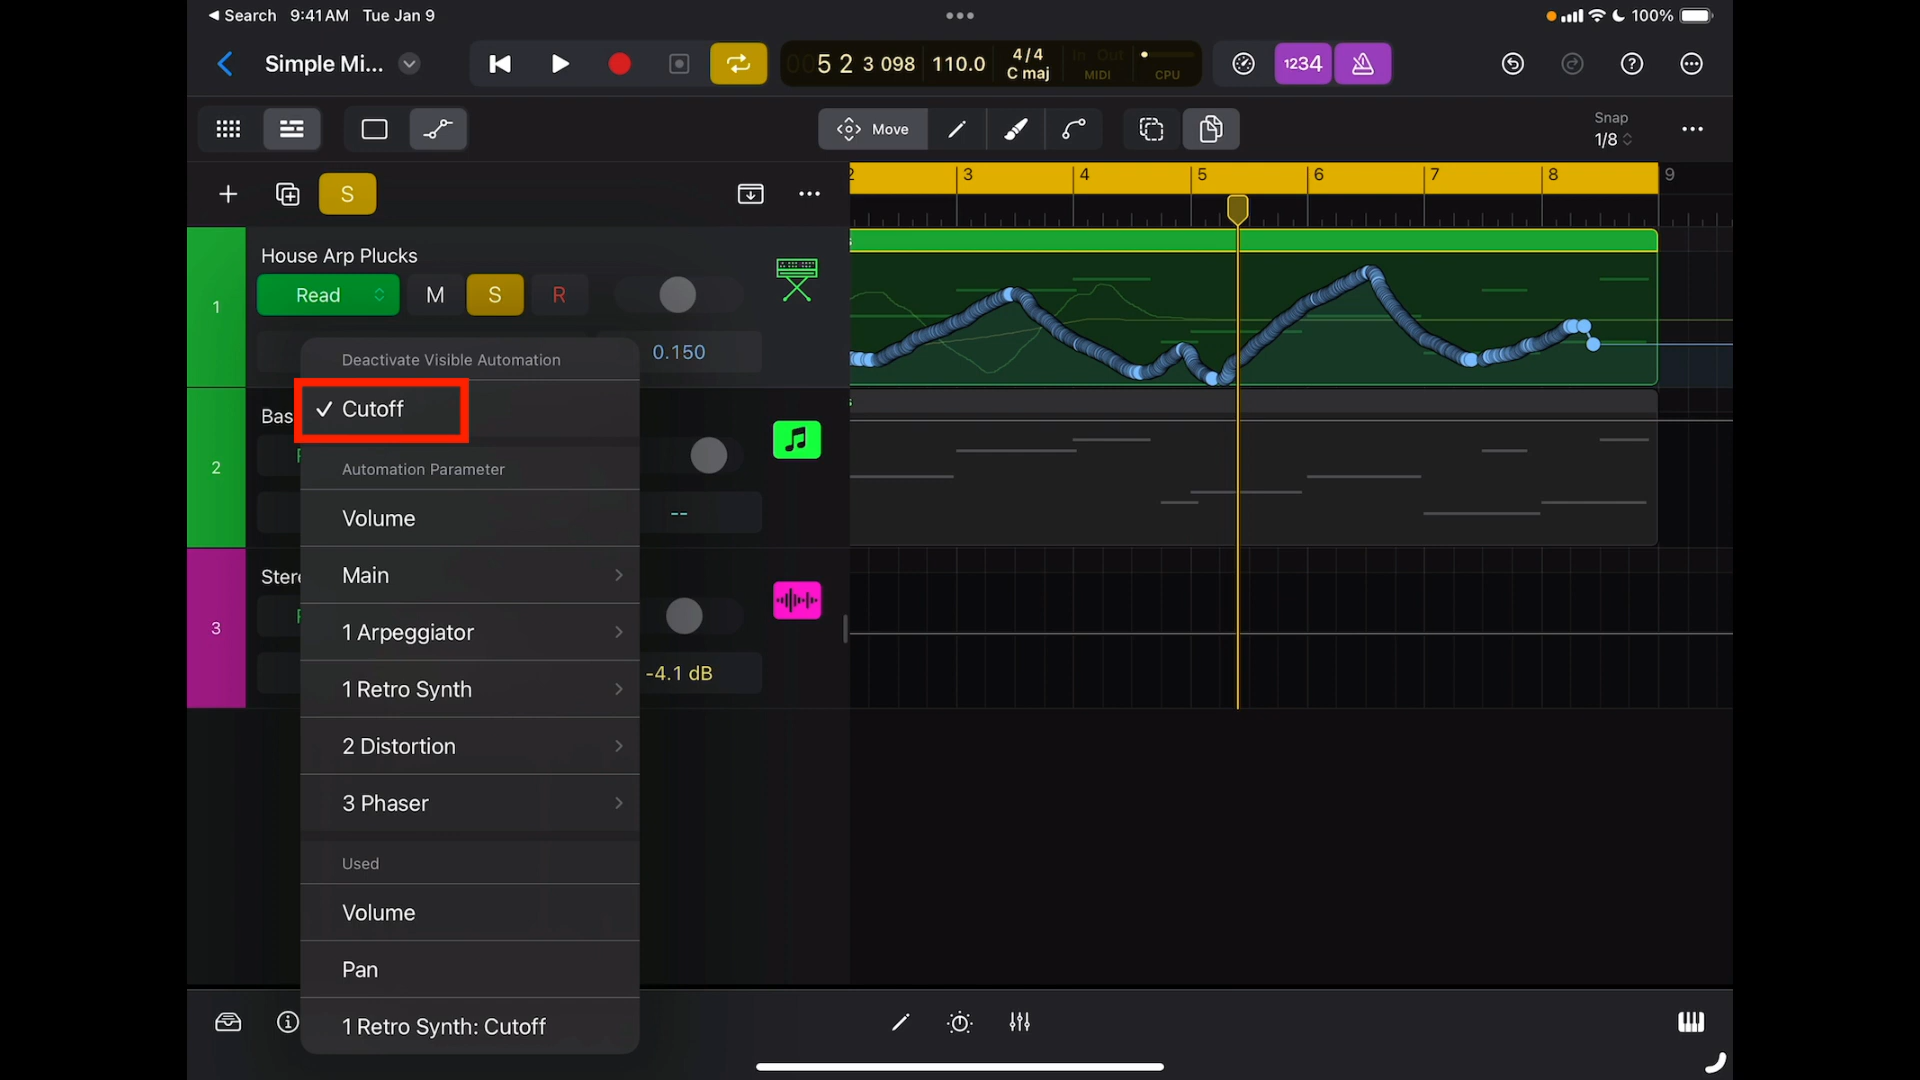 ◀ Search 9:41 AM Tue Jan 9
100%
Simple Mi...
005 2 3 098 110.0 4/4 C maj In Out MIDI CPU
1234
Move
Snap
1/8
S
2 3 4 5 6 7 8 9
1
House Arp Plucks
Read M S R
0.150
Deactivate Visible Automation
✓ Cutoff
2
Bas
--
Automation Parameter
Volume
Main
3
Stere
1 Arpeggiator
-4.1 dB
1 Retro Synth
2 Distortion
3 Phaser
Used
Volume
Pan
1 Retro Synth: Cutoff